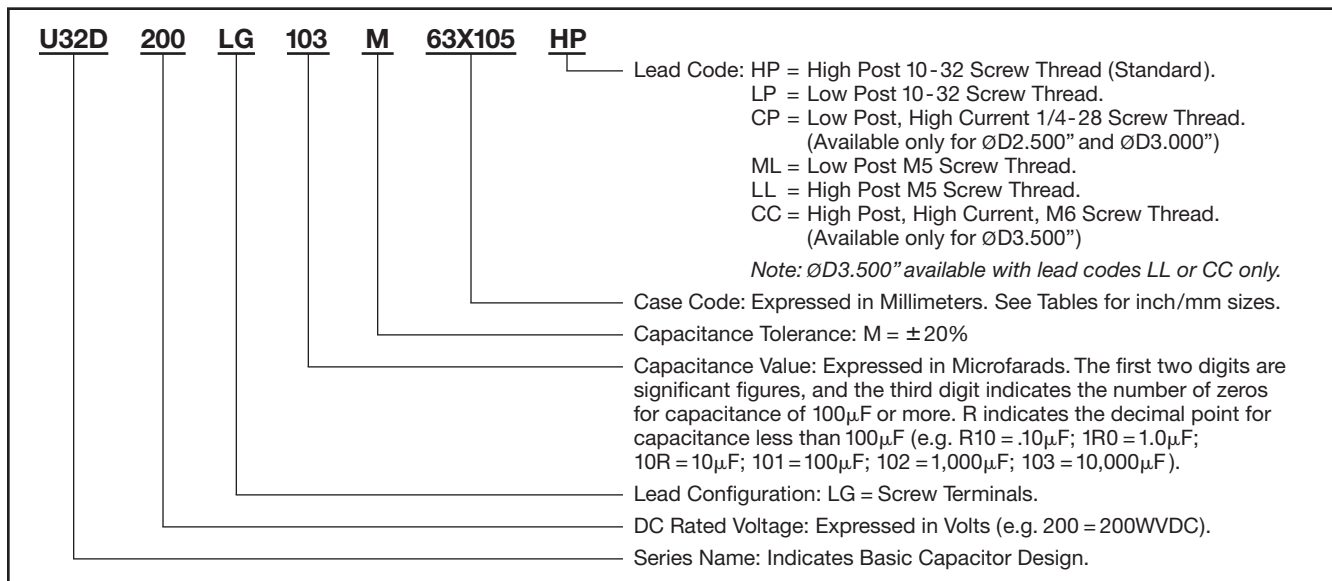 U32D 200 LG 103 M 63X105 HP
Lead Code: HP = High Post 10-32 Screw Thread (Standard).
LP = Low Post 10-32 Screw Thread.
CP = Low Post, High Current 1/4-28 Screw Thread.
(Available only for ØD2.500” and ØD3.000”)
ML = Low Post M5 Screw Thread.
LL = High Post M5 Screw Thread.
CC = High Post, High Current, M6 Screw Thread.
(Available only for ØD3.500”)
Note: ØD3.500” available with lead codes LL or CC only.
Case Code: Expressed in Millimeters. See Tables for inch/mm sizes.
Capacitance Tolerance: M = ±20%
Capacitance Value: Expressed in Microfarads. The first two digits are
significant figures, and the third digit indicates the number of zeros
for capacitance of 100µF or more. R indicates the decimal point for
capacitance less than 100µF (e.g. R10 = .10µF; 1R0 = 1.0µF;
10R = 10µF; 101 = 100µF; 102 = 1,000µF; 103 = 10,000µF).
Lead Configuration: LG = Screw Terminals.
DC Rated Voltage: Expressed in Volts (e.g. 200 = 200WVDC).
Series Name: Indicates Basic Capacitor Design.